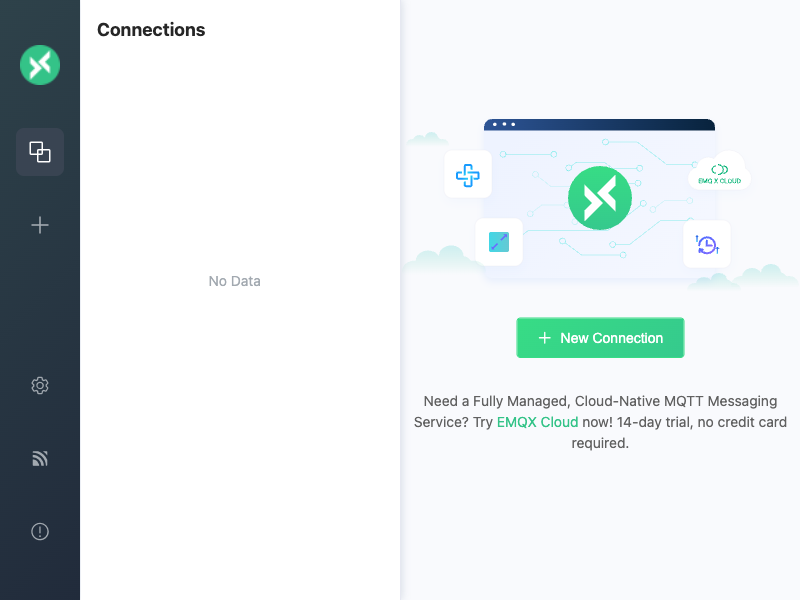 Connections
No Data
EMQ X CLOUD
New Connection
Need a Fully Managed, Cloud-Native MQTT Messaging
Service? Try EMQX Cloud now! 14-day trial, no credit card
required.